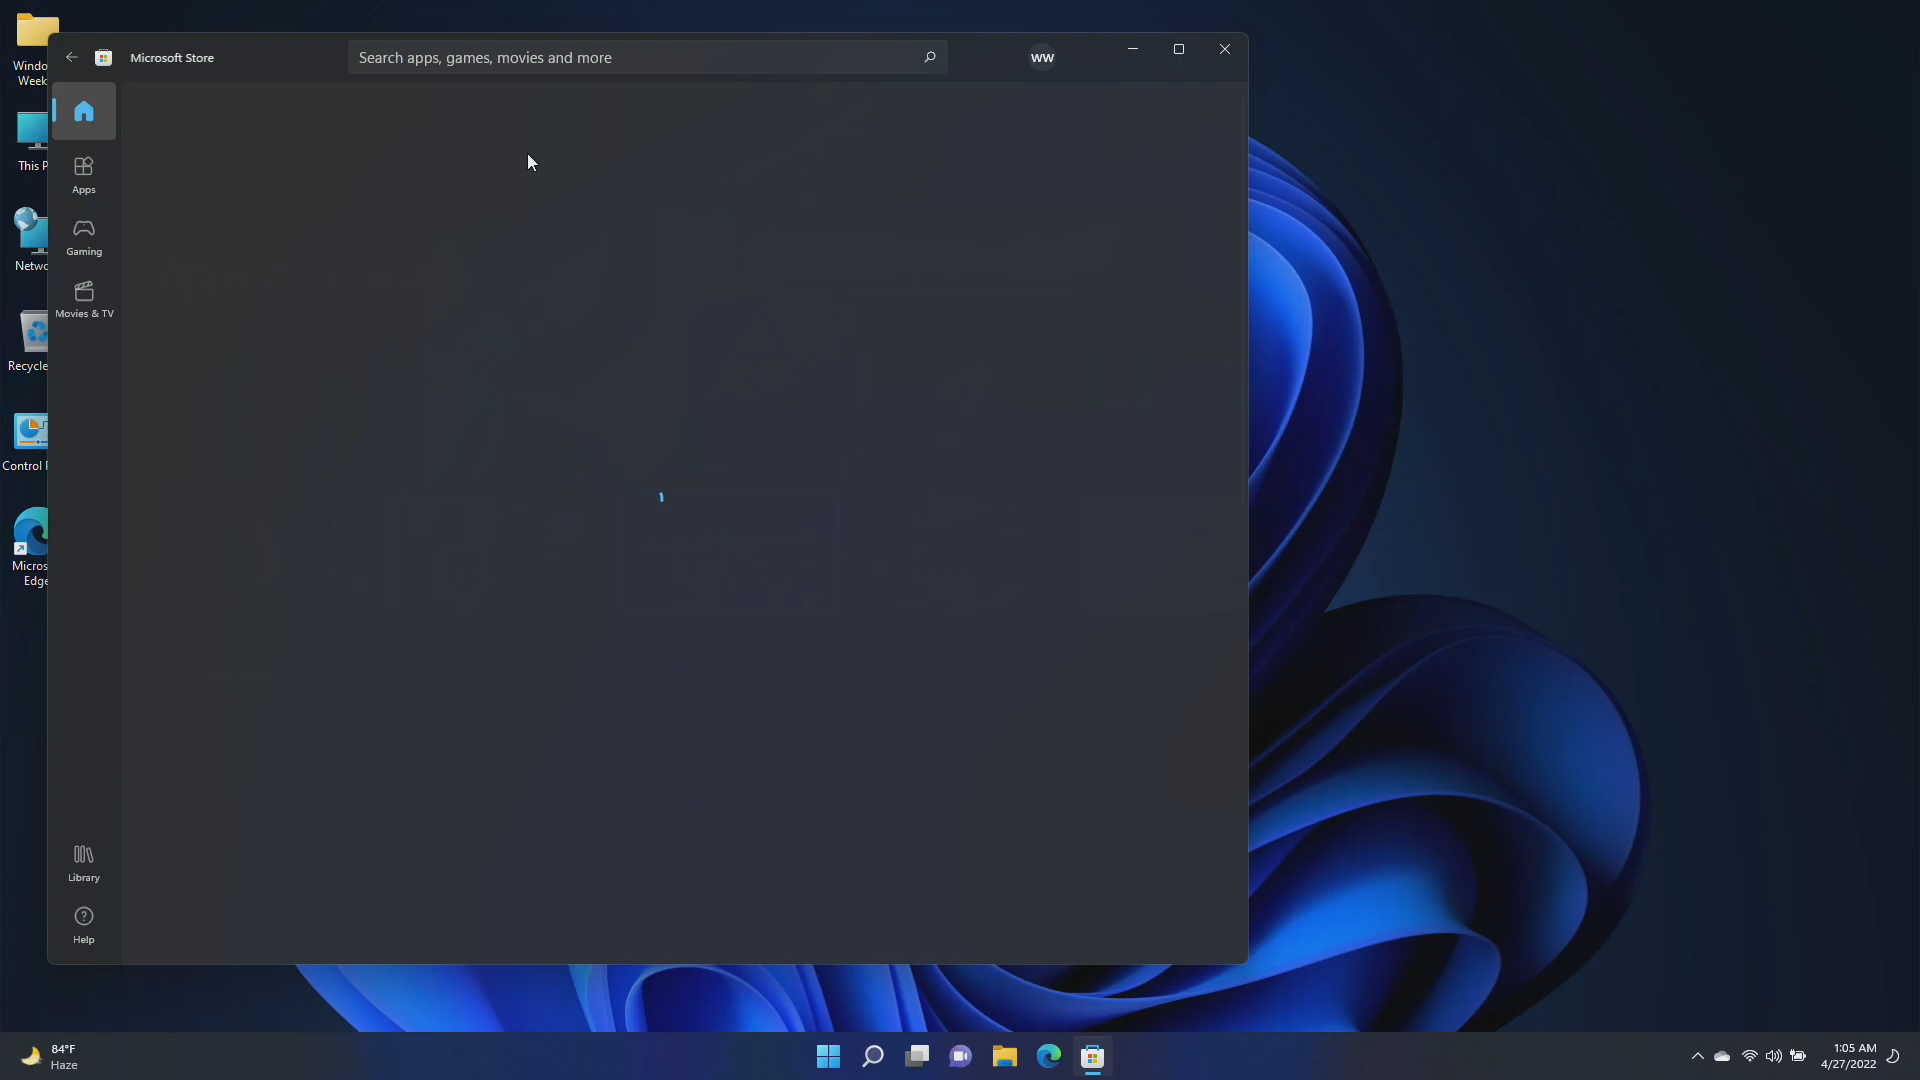 Window
Week
This P
Netwo
Recycle
Control P
Micros
Edge
Microsoft Store
Search apps, games, movies and more
WW
Apps
Gaming
Movies & TV
Library
Help
84°F
Haze
1:05 AM
4/27/2022